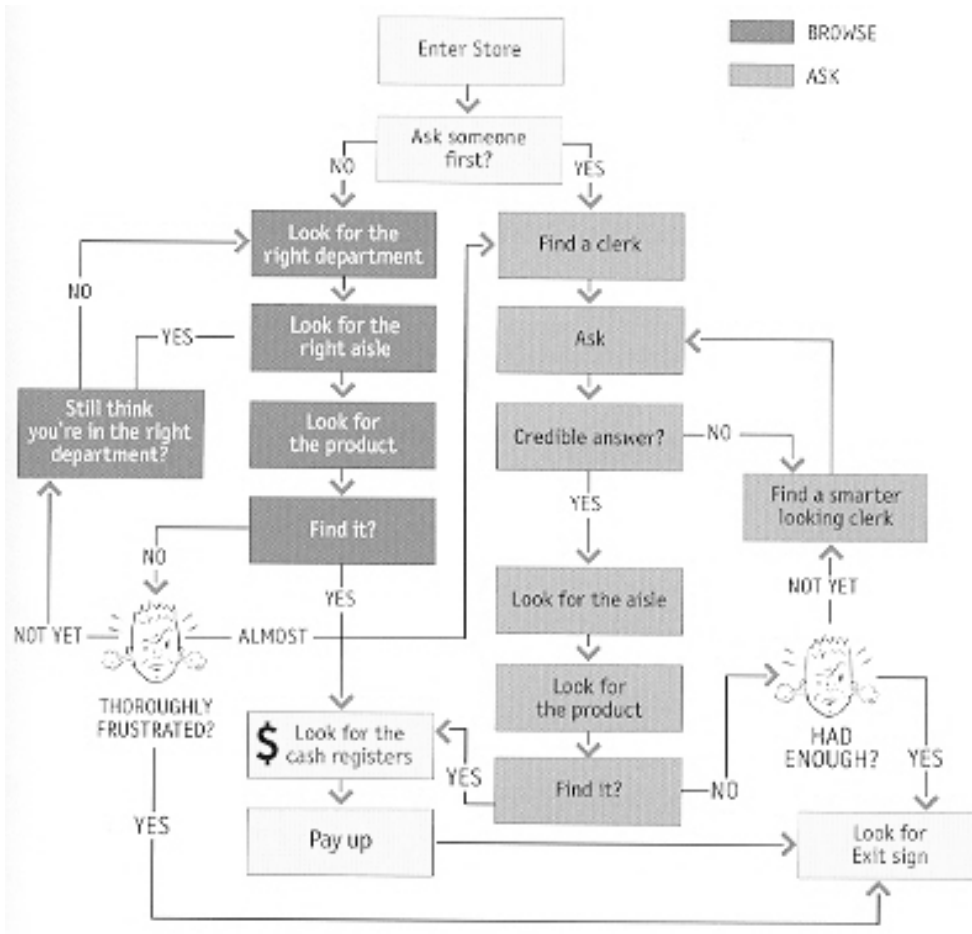 Enter Store
BROWSE
ASK
Ask someone
first?
NO
YES
Look for the
right department
Find a clerk
NO
YES
Look for the
right aisle
Ask
Still think
you're in the right
department?
Look for
the product
Credible answer?
NO
YES
Find a smarter
looking clerk
Find it?
NO
YES
NOT YET
ALMOST
Look for the aisle
NOT YET
THOROUGHLY
FRUSTRATED?
Look for
the product
$ Look for the
cash registers
HAD
ENOUGH?
YES
YES
Find it?
NO
YES
Pay up
Look for
Exit sign